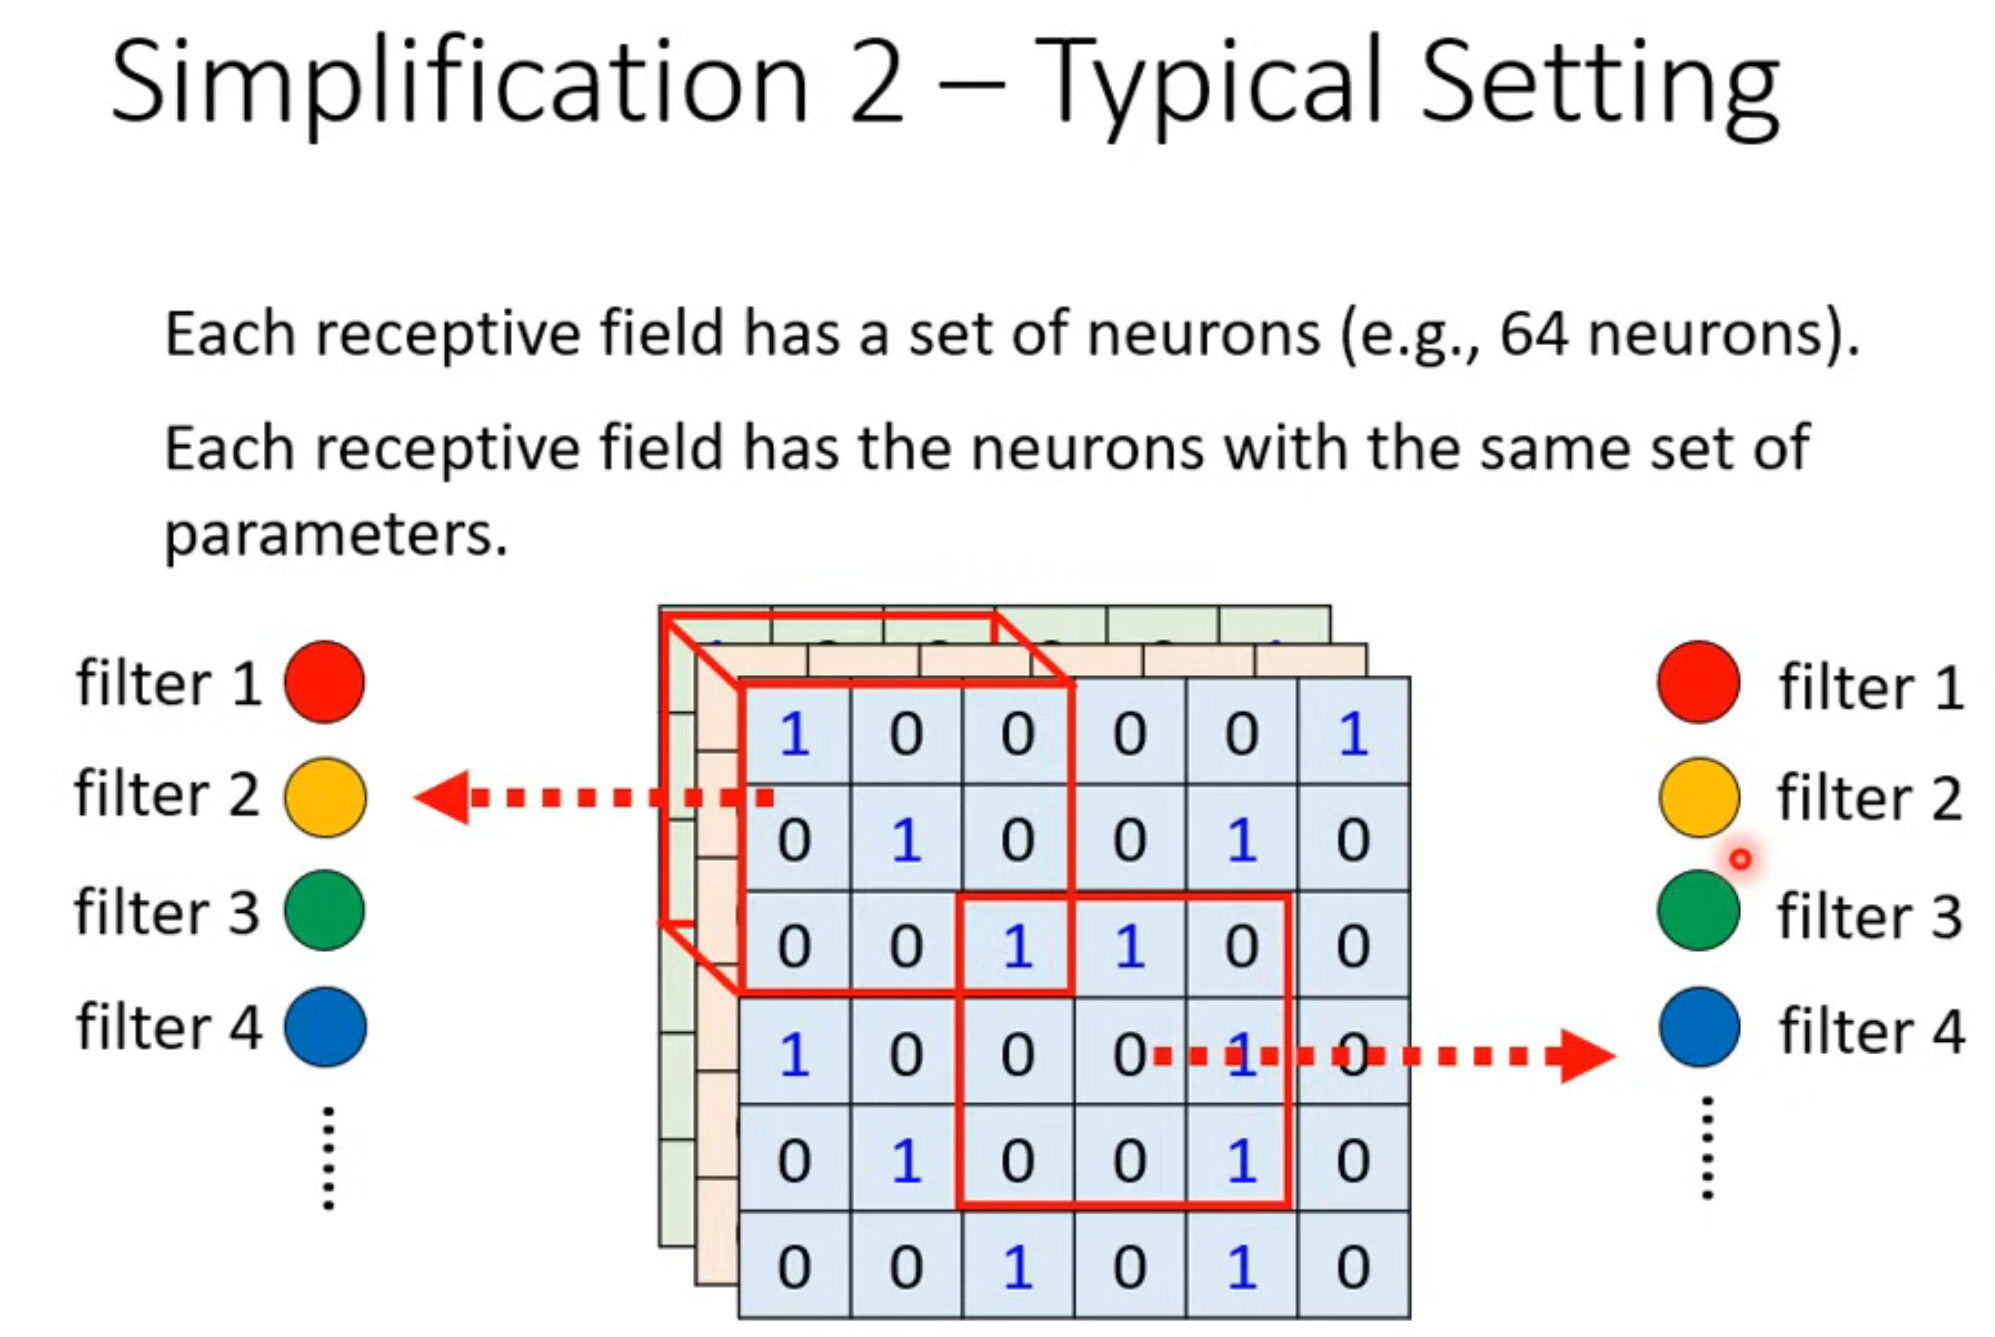 Simplification 2 – Typical Setting
Each receptive field has a set of neurons (e.g., 64 neurons).
Each receptive field has the neurons with the same set of
parameters.
filter 1
filter 2
filter 3
filter 4
......
1 0 0 0 0 1
0 1 0 0 1 0
0 0 1 1 0 0
1 0 0 0 1 0
0 1 0 0 1 0
0 0 1 0 1 0
filter 1
filter 2
filter 3
filter 4
......